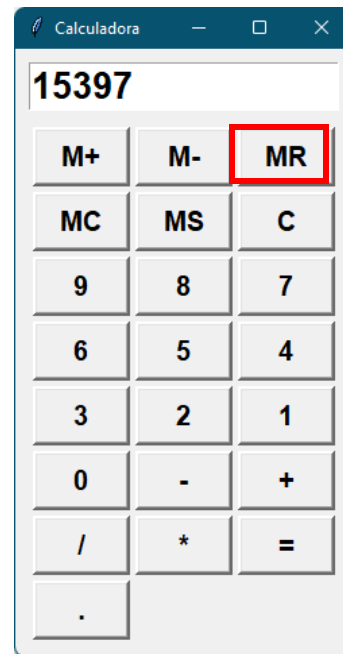 Calculadora
15397
M+ M- MR
MC MS C
9 8 7
6 5 4
3 2 1
0 - +
/ * =
.